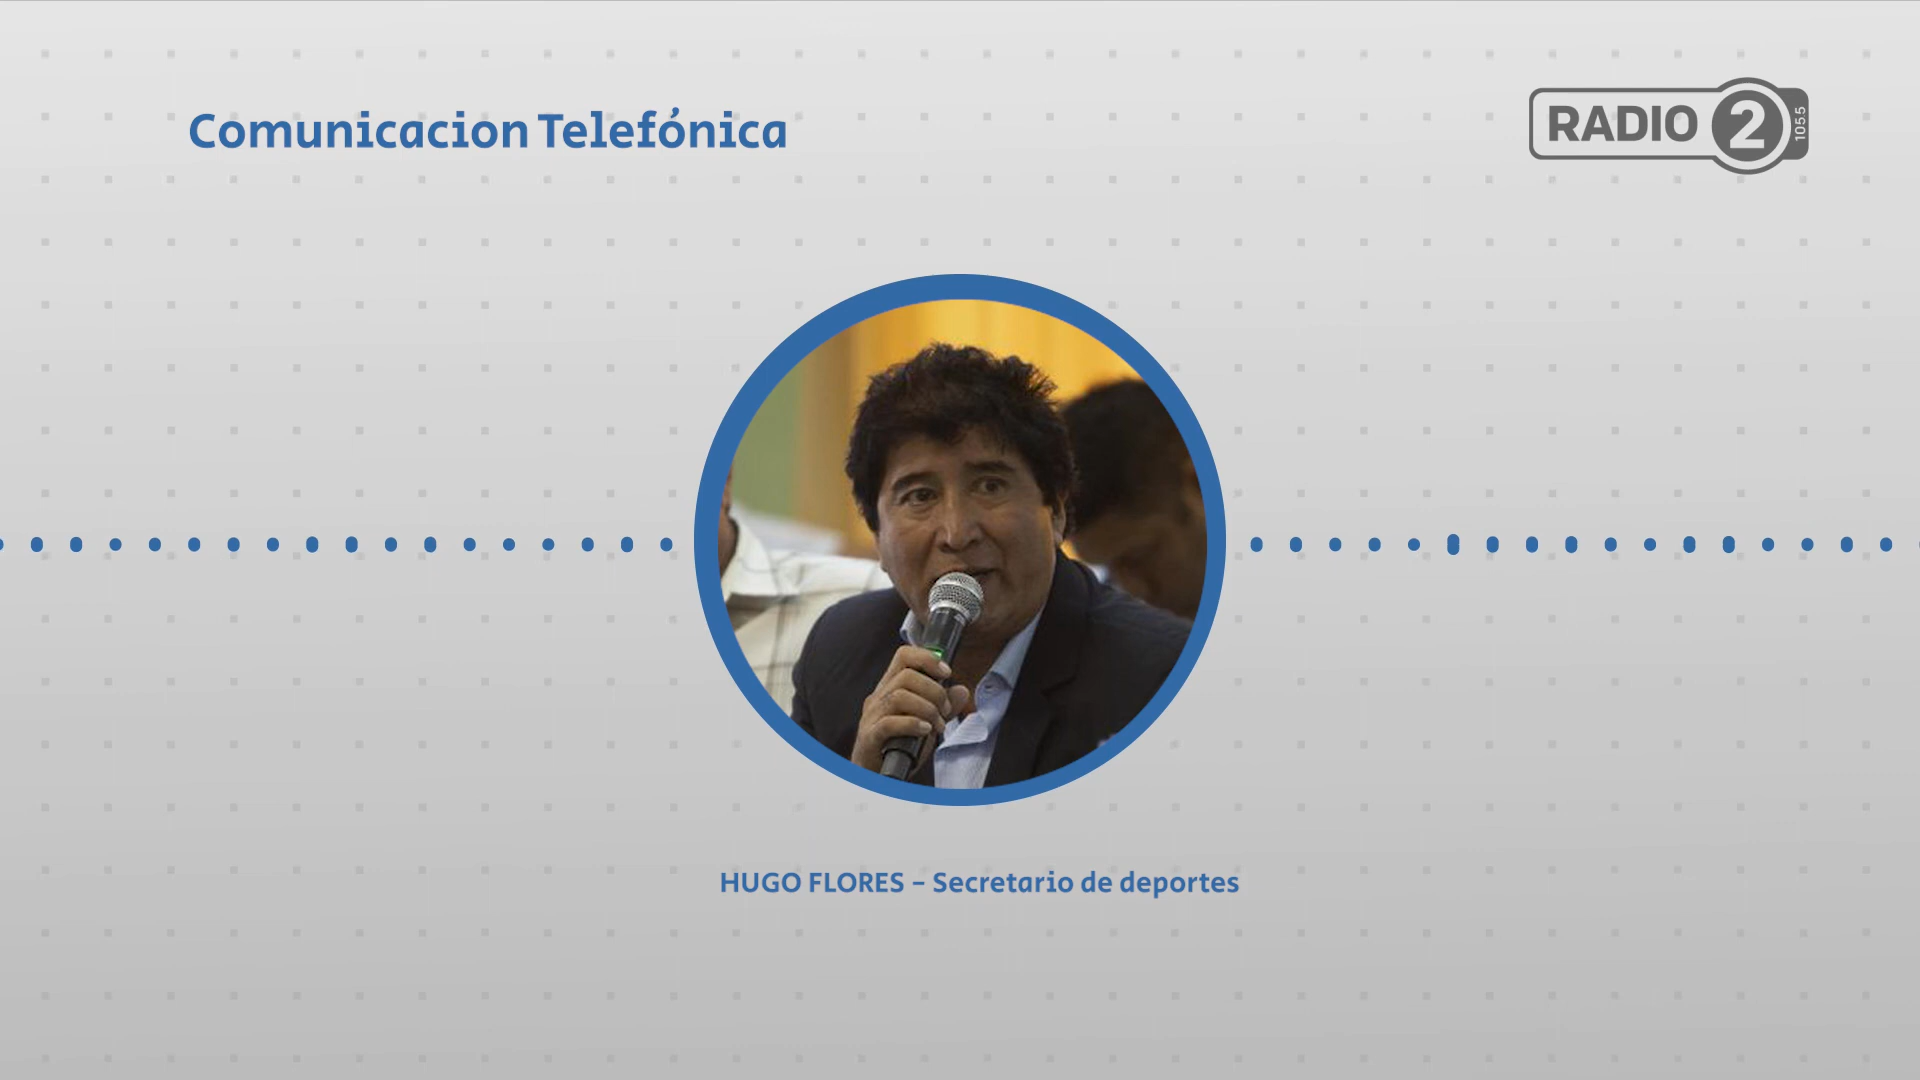 Comunicacion Telefónica
RADIO 2 105.5
HUGO FLORES – Secretario de deportes